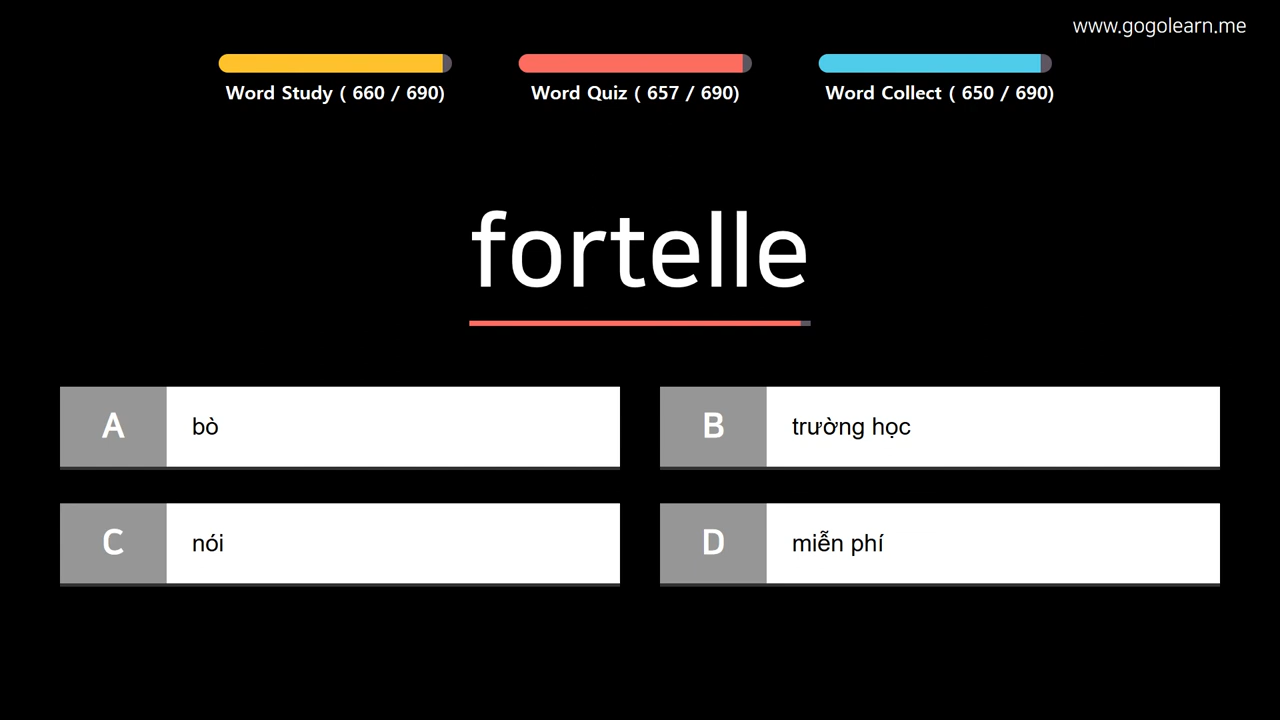 www.gogolearn.me
Word Study ( 660 / 690)
Word Quiz ( 657 / 690)
Word Collect ( 650 / 690)
fortelle
A bò
B trường học
C nói
D miễn phí